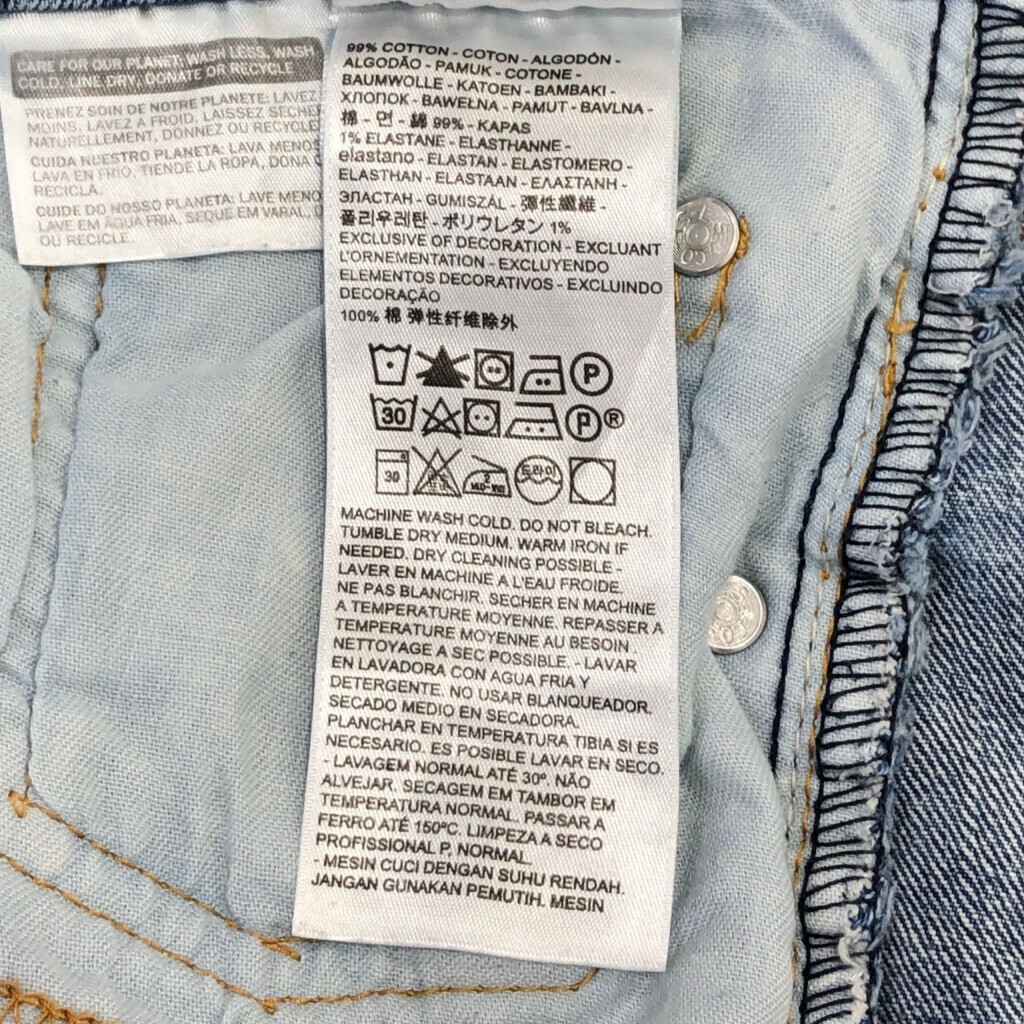 CARE FOR OUR PLANET: WASH LESS, WASH
COLD, LINE DRY, DONATE OR RECYCLE
PRENEZ SOIN DE NOTRE PLANETE: LAVEZ
MOINS, LAVEZ A FROID, LAISSEZ SECHER
NATURELLEMENT, DONNEZ OU RECYCLE
CUIDA NUESTRO PLANETA: LAVA MENOS
LAVA EN FRIO, TIENDE LA ROPA, DONA
RECICLA.
CUIDE DO NOSSO PLANETA: LAVE MENO
LAVE EM AGUA FRIA, SEQUE EM VARAL, D
OU RECICLE.
99% COTTON - COTON - ALGODÓN -
ALGODÃO - PAMUK - COTONE -
BAUMWOLLE - KATOEN - BAMBAKI -
ХЛОПОК - BAWEŁNA - PAMUT - BAVLNA -
棉 - 면 - 綿 99% - KAPAS
1% ELASTANE - ELASTHANNE -
elastano - ELASTAN - ELASTOMERO -
ELASTHAN - ELASTAAN - ΕΛΑΣΤΑΝΗ -
ЭЛАСТАН - GUMISZÁL - 彈性纖維 -
폴리우레탄 - ポリウレタン 1%
EXCLUSIVE OF DECORATION - EXCLUANT
L'ORNEMENTATION - EXCLUYENDO
ELEMENTOS DECORATIVOS - EXCLUINDO
DECORAÇÃO
100% 棉 弹性纤维除外
P
30 P ®
30 2 드라이
MACHINE WASH COLD. DO NOT BLEACH.
TUMBLE DRY MEDIUM. WARM IRON IF
NEEDED. DRY CLEANING POSSIBLE -
LAVER EN MACHINE A L'EAU FROIDE.
NE PAS BLANCHIR. SECHER EN MACHINE
A TEMPERATURE MOYENNE. REPASSER A
TEMPERATURE MOYENNE AU BESOIN.
NETTOYAGE A SEC POSSIBLE. - LAVAR
EN LAVADORA CON AGUA FRIA Y
DETERGENTE. NO USAR BLANQUEADOR.
SECADO MEDIO EN SECADORA.
PLANCHAR EN TEMPERATURA TIBIA SI ES
NECESARIO. ES POSIBLE LAVAR EN SECO.
- LAVAGEM NORMAL ATÉ 30º. NÃO
ALVEJAR. SECAGEM EM TAMBOR EM
TEMPERATURA NORMAL. PASSAR A
FERRO ATÉ 150ºC. LIMPEZA A SECO
PROFISSIONAL P, NORMAL.
- MESIN CUCI DENGAN SUHU RENDAH.
JANGAN GUNAKAN PEMUTIH. MESIN